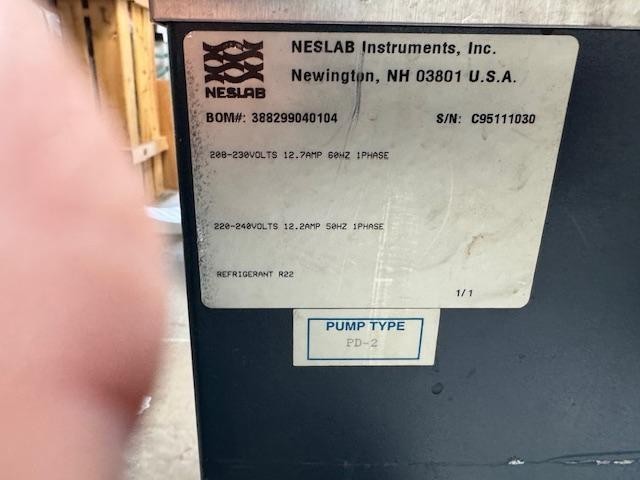 NESLAB Instruments, Inc.
Newington, NH 03801 U.S.A.
NESLAB
BOM#: 388299040104 S/N: C95111030
208-230VOLTS 12.7AMP 60HZ 1PHASE
220-240VOLTS 12.2AMP 50HZ 1PHASE
REFRIGERANT R22
1/1
PUMP TYPE
PD-2